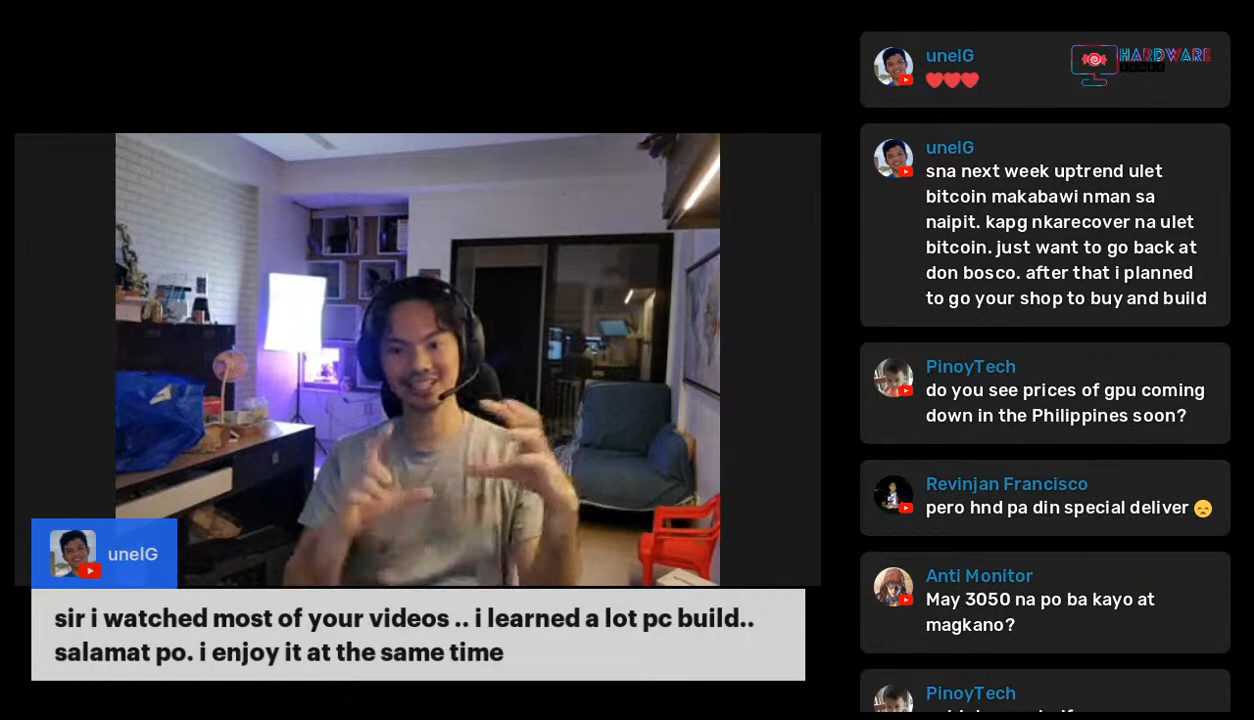 unelG
❤️❤️❤️
HARDWARE
unelG
sna next week uptrend ulet
bitcoin makabawi nman sa
naipit. kapg nkarecover na ulet
bitcoin. just want to go back at
don bosco. after that i planned
to go your shop to buy and build
PinoyTech
do you see prices of gpu coming
down in the Philippines soon?
Revinjan Francisco
pero hnd pa din special deliver 😞
Anti Monitor
May 3050 na po ba kayo at
magkano?
PinoyTech
unelG
sir i watched most of your videos .. i learned a lot pc build..
salamat po. i enjoy it at the same time